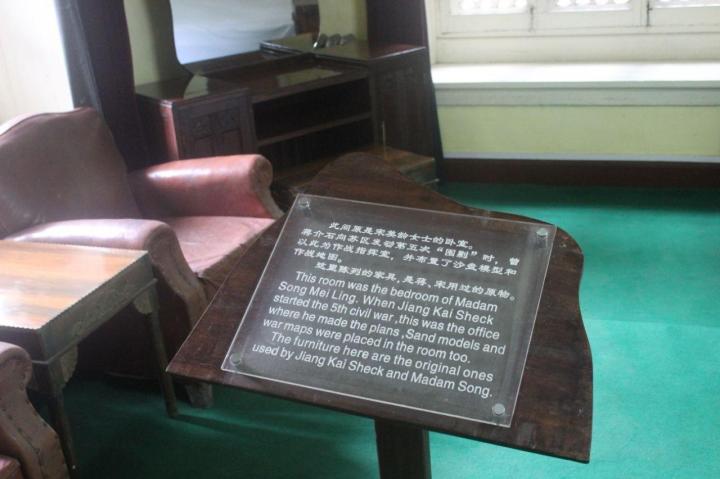 此间原是宋美龄女士的卧室。
蒋介石向苏区发动第五次“围剿”时，曾
以此为作战指挥室，并布置了沙盘模型和
作战地图。
这里陈列的家具，是蒋、宋用过的原物。
This room was the bedroom of Madam
Song Mei Ling. When Jiang Kai Sheck
started the 5th civil war,this was the office
where he made the plans,Sand models and
war maps were placed in the room too.
The furniture here are the original ones
used by Jiang Kai Sheck and Madam Song.